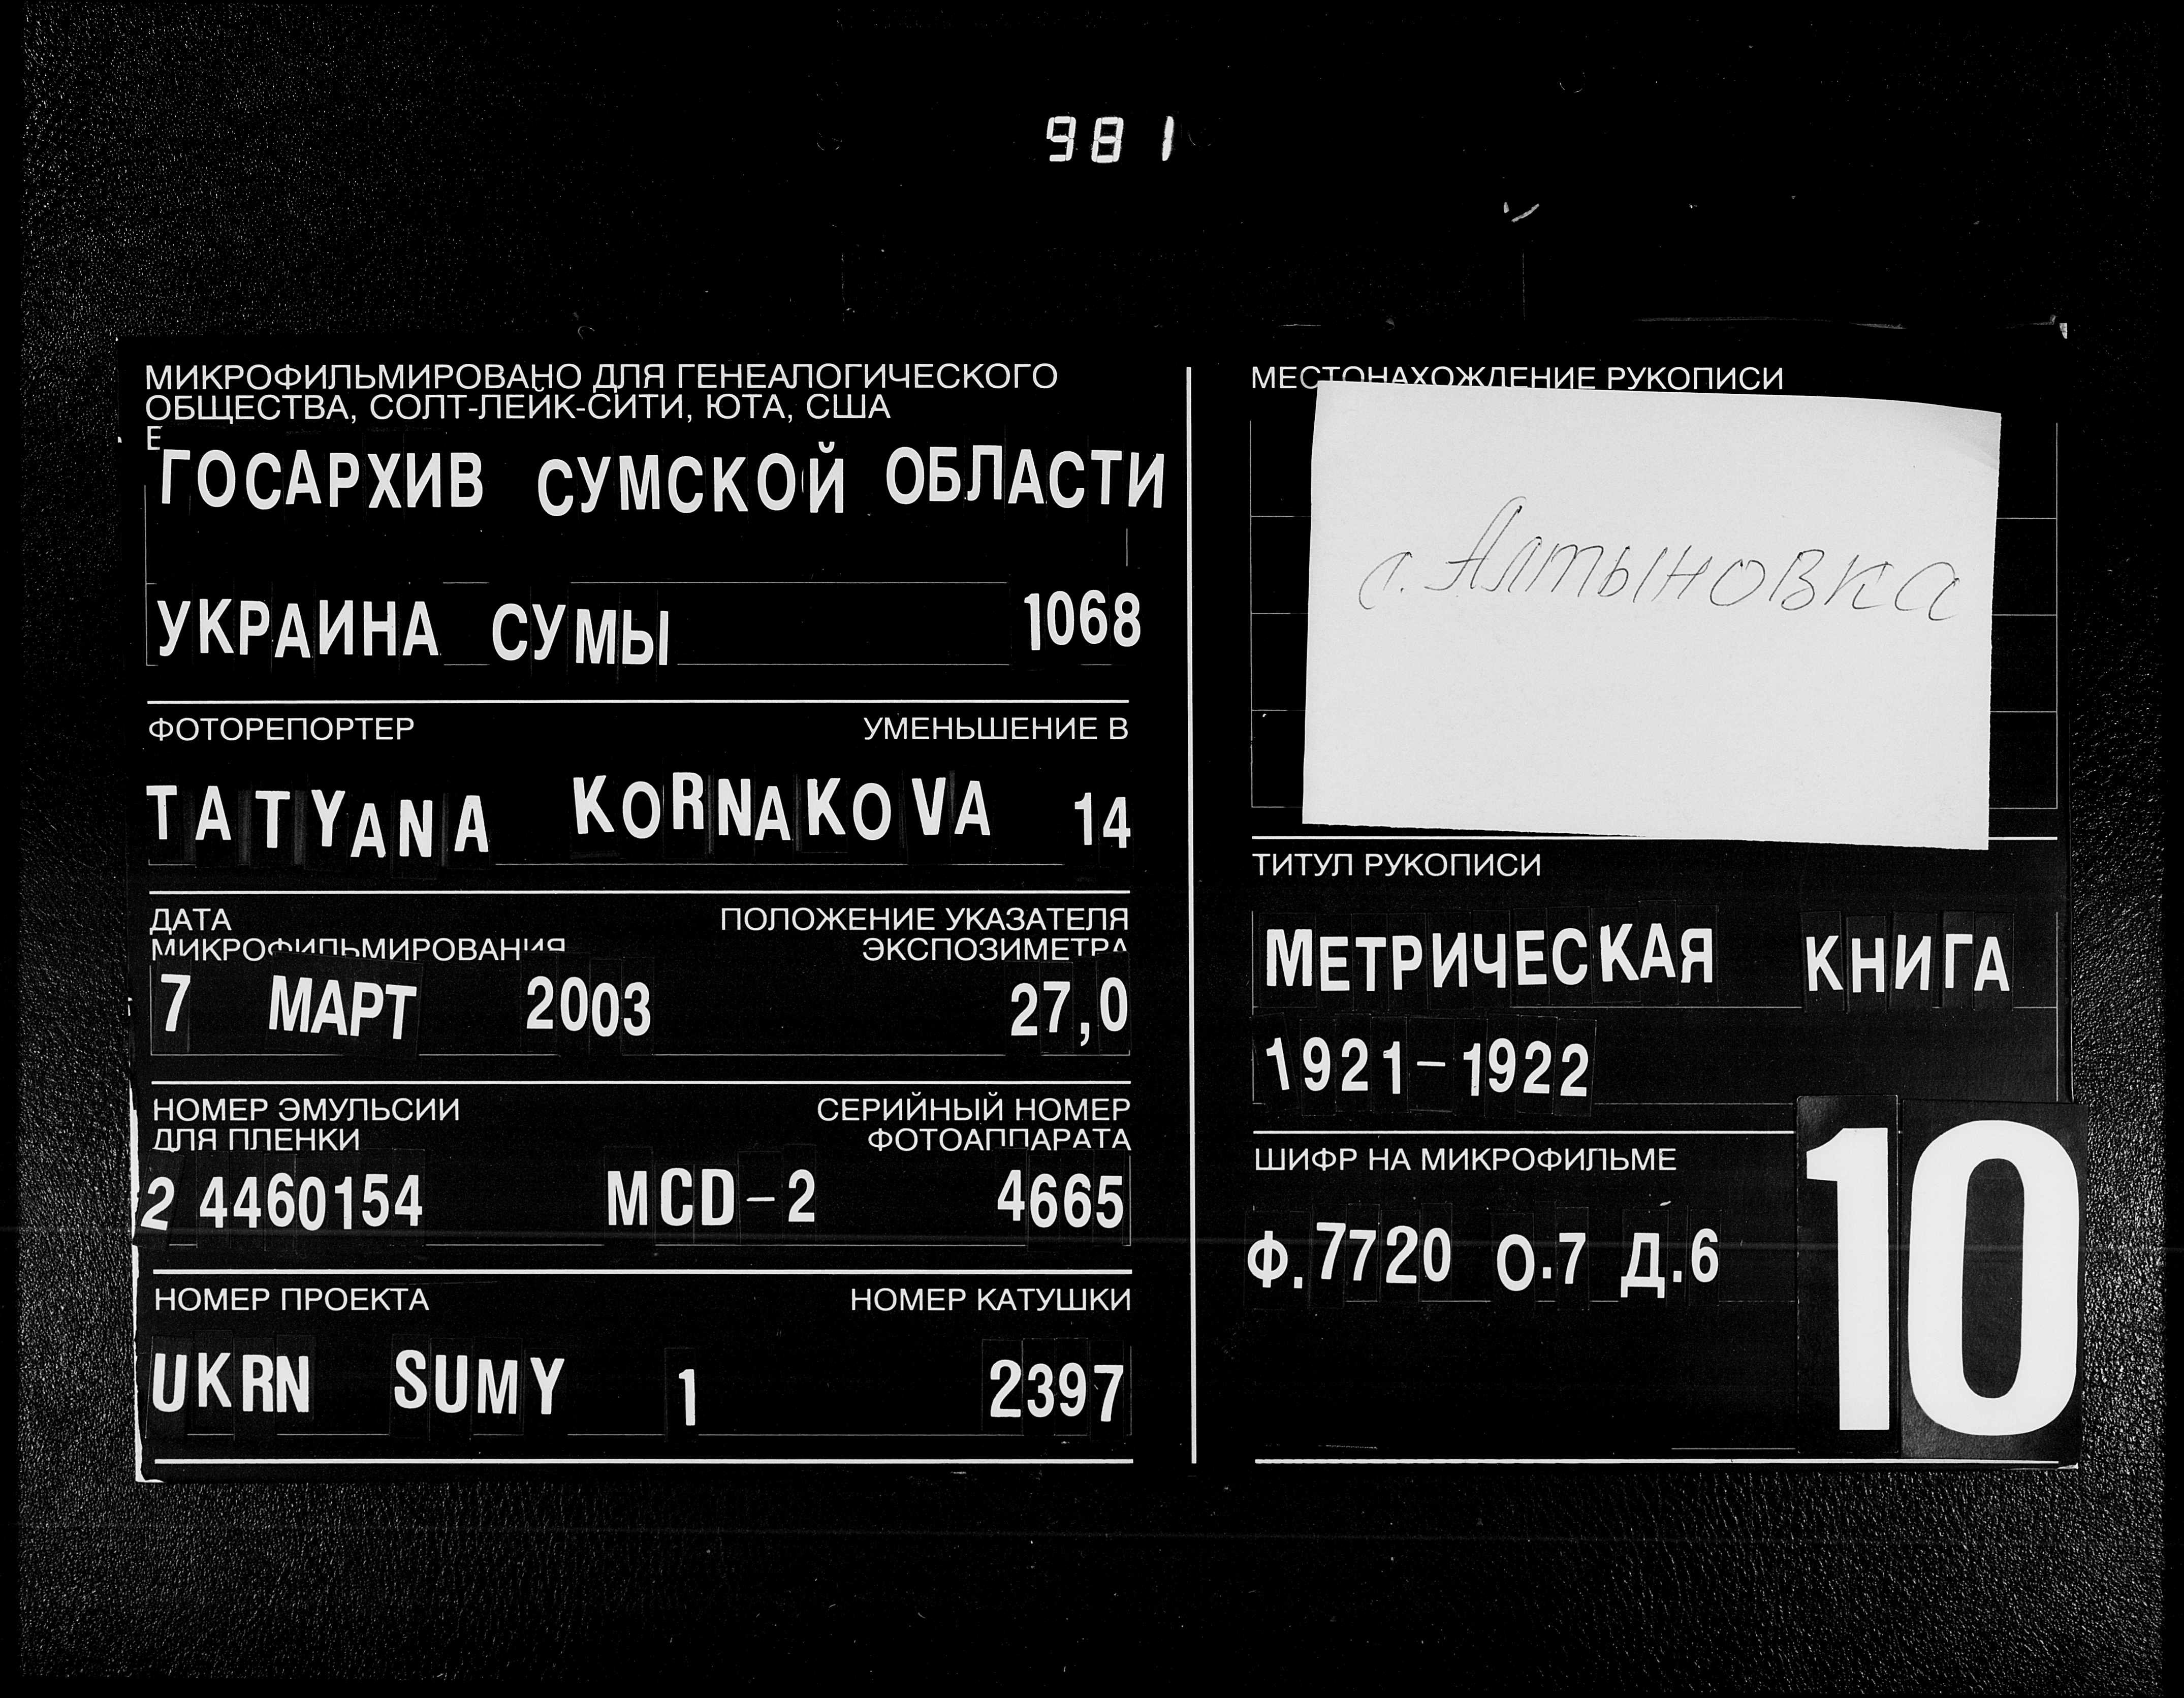 981
МИКРОФИЛЬМИРОВАНО ДЛЯ ГЕНЕАЛОГИЧЕСКОГО
ОБЩЕСТВА, СОЛТ-ЛЕЙК-СИТИ, ЮТА, США
Е
ГОСАРХИВ СУМСКОЙ ОБЛАСТИ
УКРАИНА СУМЫ 1068
ФОТОРЕПОРТЕР УМЕНЬШЕНИЕ В
TATYANA KORNAKOVA 14
ДАТА ПОЛОЖЕНИЕ УКАЗАТЕЛЯ
МИКРОФИЛЬМИРОВАНИЯ ЭКСПОЗИМЕТРА
7 МАРТ 2003 27,0
НОМЕР ЭМУЛЬСИИ СЕРИЙНЫЙ НОМЕР
ДЛЯ ПЛЕНКИ ФОТОАППАРАТА
2 4460154 MCD-2 4665
НОМЕР ПРОЕКТА НОМЕР КАТУШКИ
UKRN SUMY 1 2397
МЕСТОНАХОЖДЕНИЕ РУКОПИСИ
с. Алтыновка
ТИТУЛ РУКОПИСИ
МЕТРИЧЕСКАЯ КНИГА
1921-1922
ШИФР НА МИКРОФИЛЬМЕ
Ф.7720 О.7 Д.6
10